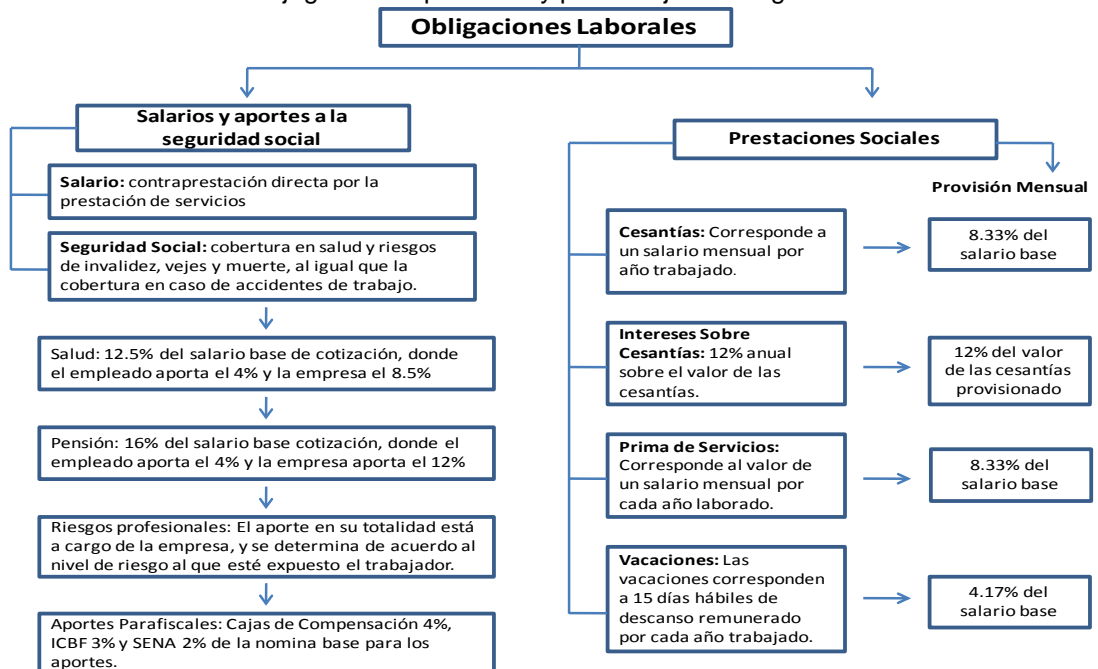 Obligaciones Laborales
Salarios y aportes a la
seguridad social
Salario: contraprestación directa por la
prestación de servicios
Seguridad Social: cobertura en salud y riesgos
de invalidez, vejes y muerte, al igual que la
cobertura en caso de accidentes de trabajo.
Salud: 12.5% del salario base de cotización, donde
el empleado aporta el 4% y la empresa el 8.5%
Pensión: 16% del salario base cotización, donde el
empleado aporta el 4% y la empresa aporta el 12%
Riesgos profesionales: El aporte en su totalidad está
a cargo de la empresa, y se determina de acuerdo al
nivel de riesgo al que esté expuesto el trabajador.
Aportes Parafiscales: Cajas de Compensación 4%,
ICBF 3% y SENA 2% de la nomina base para los
aportes.
Prestaciones Sociales
Provisión Mensual
Cesantías: Corresponde a
un salario mensual por
año trabajado.
8.33% del
salario base
Intereses Sobre
Cesantías: 12% anual
sobre el valor de las
cesantías.
12% del valor
de las cesantías
provisionado
Prima de Servicios:
Corresponde al valor de
un salario mensual por
cada año laborado.
8.33% del
salario base
Vacaciones: Las
vacaciones corresponden
a 15 días hábiles de
descanso remunerado
por cada año trabajado.
4.17% del
salario base